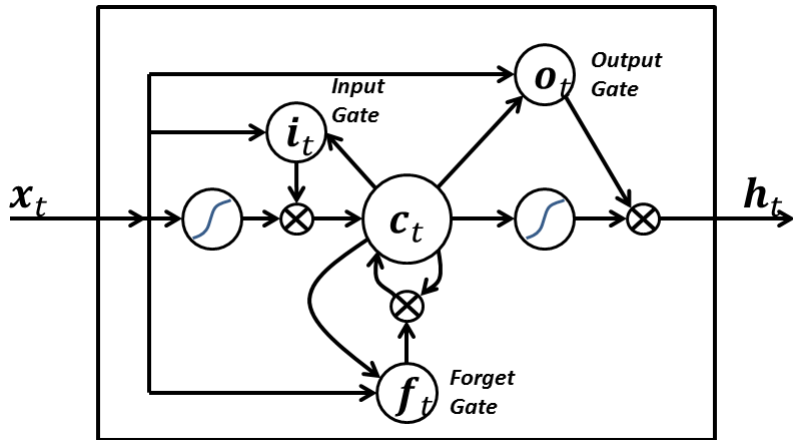 Input
Gate
Output
Gate
o_t
i_t
x_t
c_t
h_t
f_t
Forget
Gate